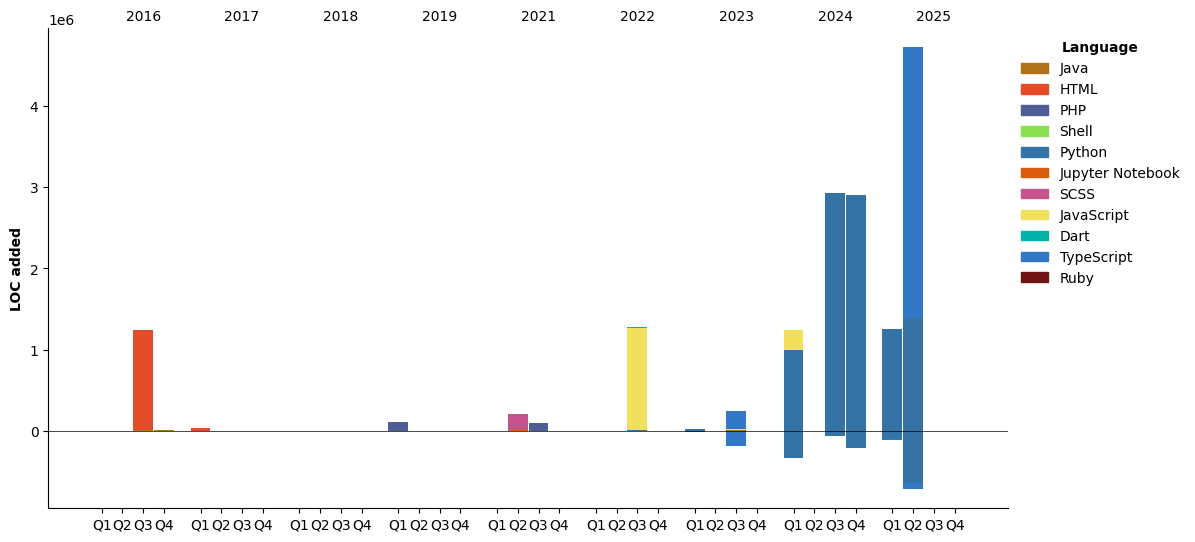 1e6
2016 2017 2018 2019 2021 2022 2023 2024 2025
LOC added
4
3
2
1
0
Q1 Q2 Q3 Q4 Q1 Q2 Q3 Q4 Q1 Q2 Q3 Q4 Q1 Q2 Q3 Q4 Q1 Q2 Q3 Q4 Q1 Q2 Q3 Q4 Q1 Q2 Q3 Q4 Q1 Q2 Q3 Q4 Q1 Q2 Q3 Q4
Language
Java
HTML
PHP
Shell
Python
Jupyter Notebook
SCSS
JavaScript
Dart
TypeScript
Ruby